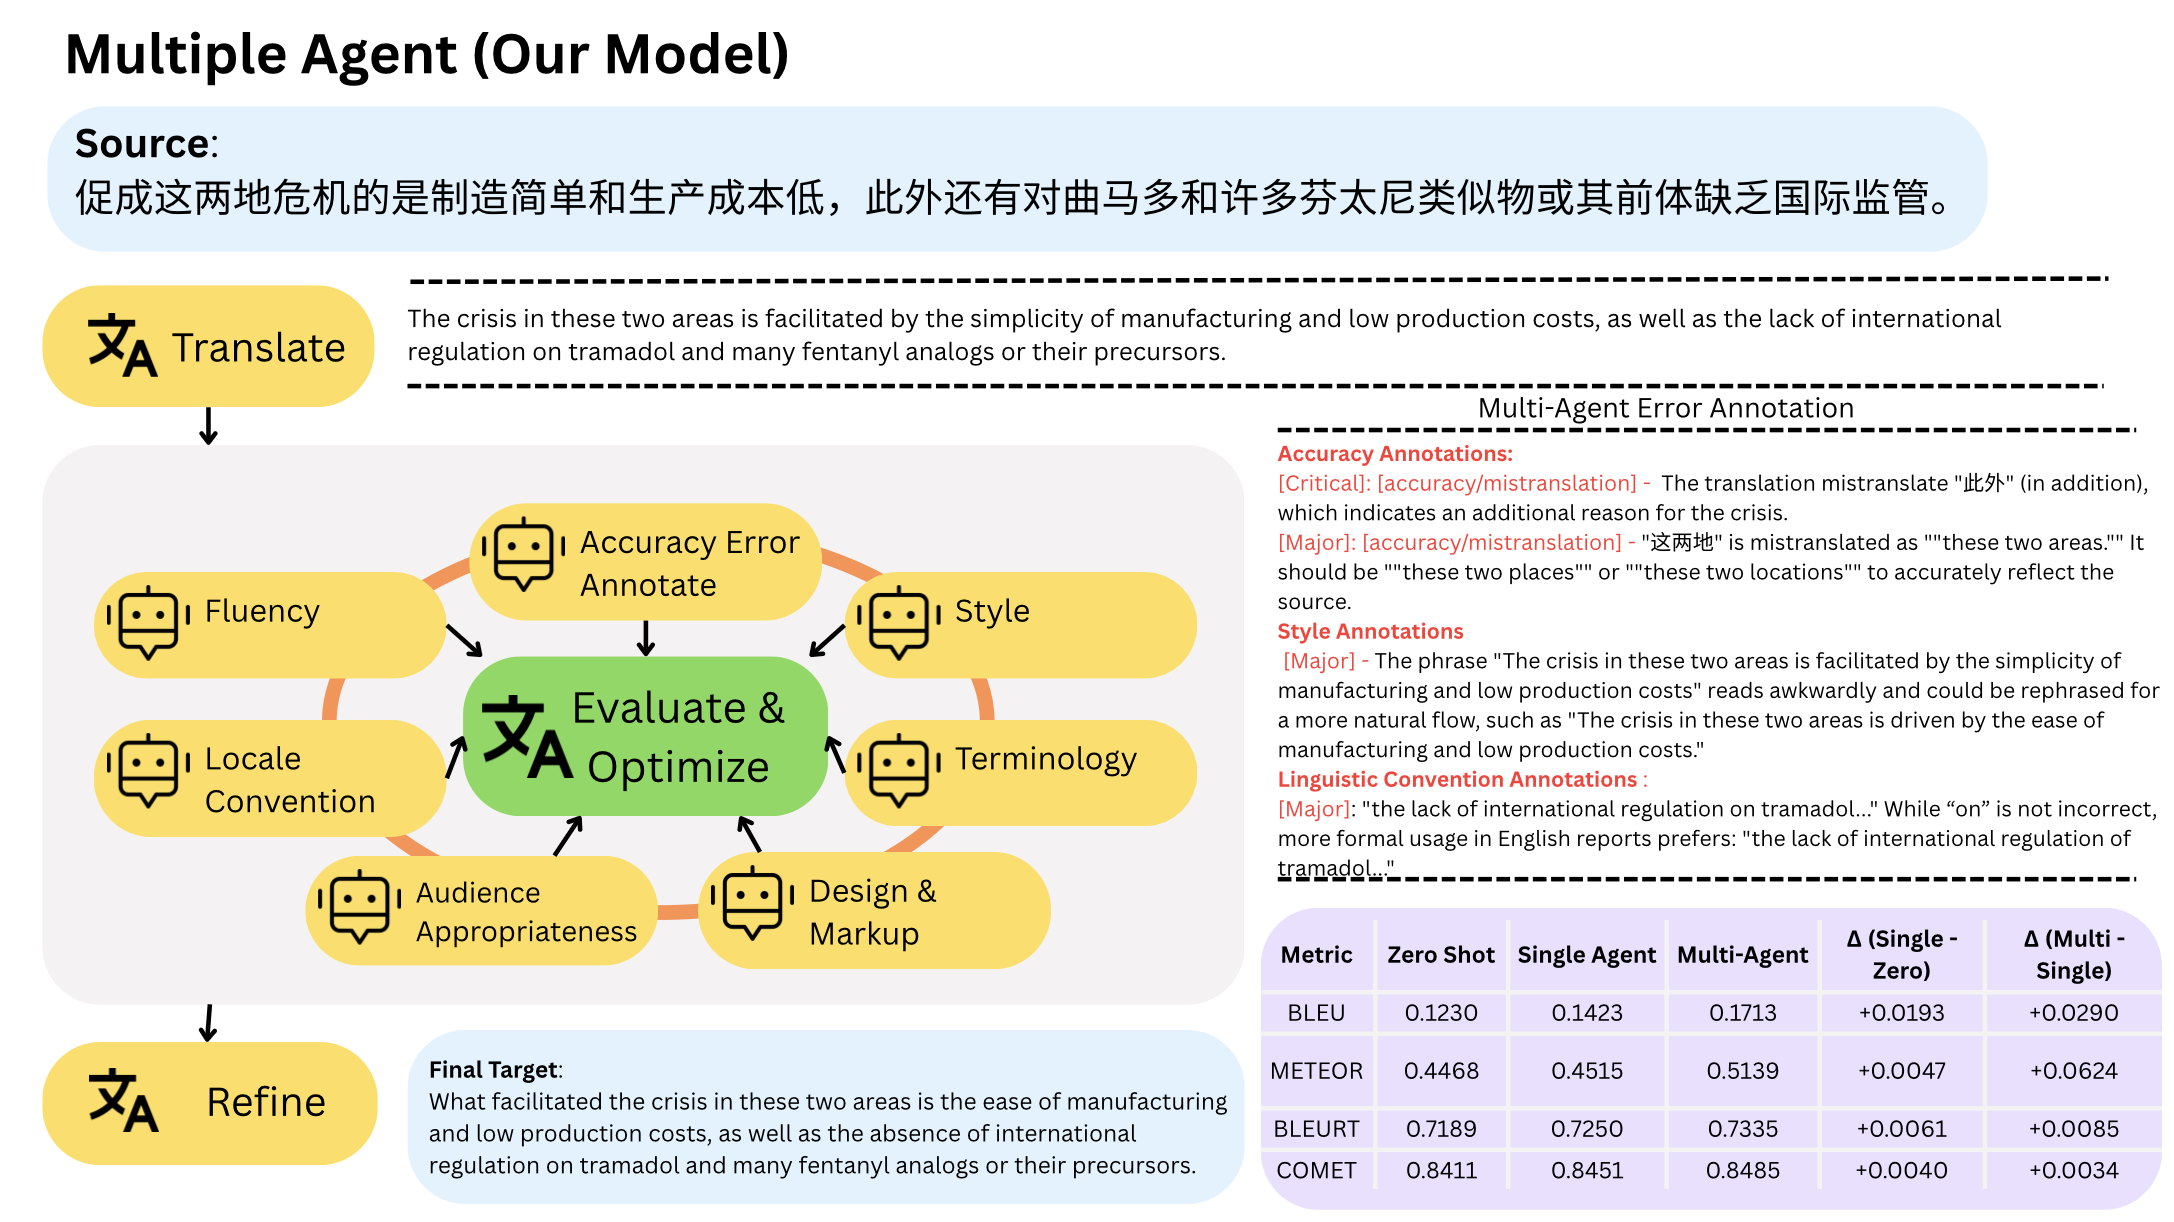 Multiple Agent (Our Model)
Source:
促成这两地危机的是制造简单和生产成本低，此外还有对曲马多和许多芬太尼类似物或其前体缺乏国际监管。
Translate
The crisis in these two areas is facilitated by the simplicity of manufacturing and low production costs, as well as the lack of international
regulation on tramadol and many fentanyl analogs or their precursors.
Accuracy Error
Annotate
Fluency
Style
Evaluate &
Optimize
Locale
Convention
Terminology
Audience
Appropriateness
Design &
Markup
Refine
Final Target:
What facilitated the crisis in these two areas is the ease of manufacturing
and low production costs, as well as the absence of international
regulation on tramadol and many fentanyl analogs or their precursors.
Multi-Agent Error Annotation
Accuracy Annotations:
[Critical]: [accuracy/mistranslation] - The translation mistranslate "此外" (in addition),
which indicates an additional reason for the crisis.
[Major]: [accuracy/mistranslation] - "这两地" is mistranslated as ""these two areas."" It
should be ""these two places"" or ""these two locations"" to accurately reflect the
source.
Style Annotations
[Major] - The phrase "The crisis in these two areas is facilitated by the simplicity of
manufacturing and low production costs" reads awkwardly and could be rephrased for
a more natural flow, such as "The crisis in these two areas is driven by the ease of
manufacturing and low production costs."
Linguistic Convention Annotations :
[Major]: "the lack of international regulation on tramadol..." While “on” is not incorrect,
more formal usage in English reports prefers: "the lack of international regulation of
tramadol..."
Metric Zero Shot Single Agent Multi-Agent Δ (Single - Zero) Δ (Multi - Single)
BLEU 0.1230 0.1423 0.1713 +0.0193 +0.0290
METEOR 0.4468 0.4515 0.5139 +0.0047 +0.0624
BLEURT 0.7189 0.7250 0.7335 +0.0061 +0.0085
COMET 0.8411 0.8451 0.8485 +0.0040 +0.0034